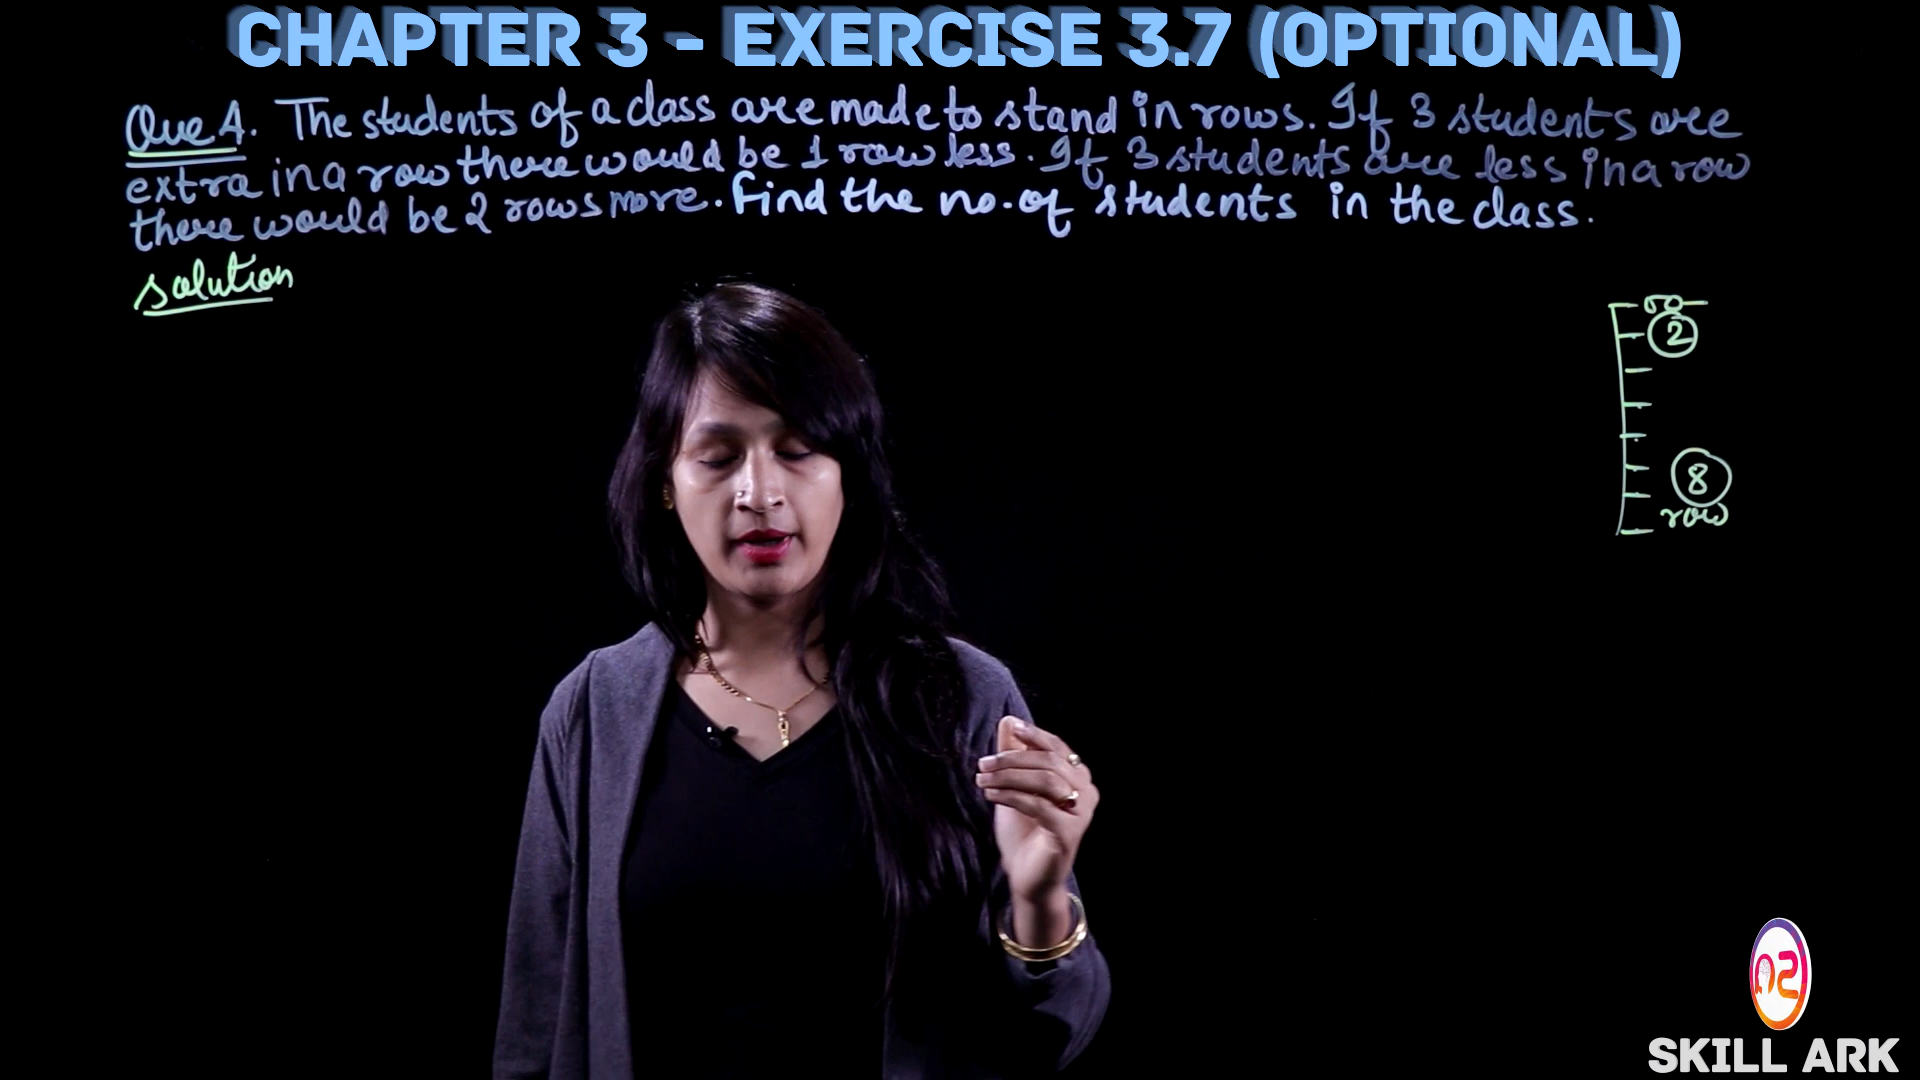 CHAPTER 3 - EXERCISE 3.7 (OPTIONAL)
Que 4. The students of a class are made to stand in rows. If 3 students are
extra in a row there would be 1 row less. If 3 students are less in a row
there would be 2 rows more. Find the no. of students in the class.
solution
50
2
8
row
SKILL ARK